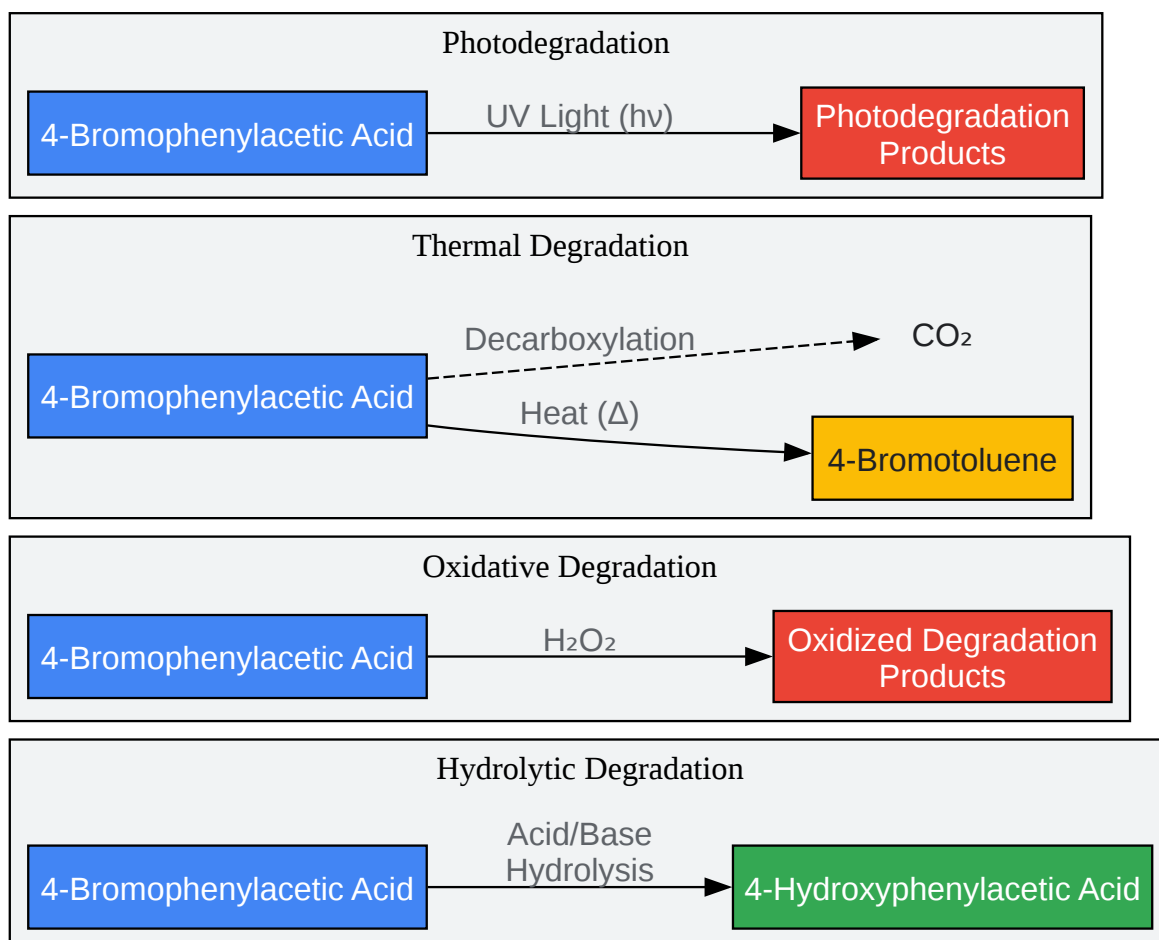 Photodegradation
4-Bromophenylacetic Acid
UV Light (hν)
Photodegradation
Products
Thermal Degradation
4-Bromophenylacetic Acid
Decarboxylation
CO₂
Heat (Δ)
4-Bromotoluene
Oxidative Degradation
4-Bromophenylacetic Acid
H₂O₂
Oxidized Degradation
Products
Hydrolytic Degradation
4-Bromophenylacetic Acid
Acid/Base
Hydrolysis
4-Hydroxyphenylacetic Acid